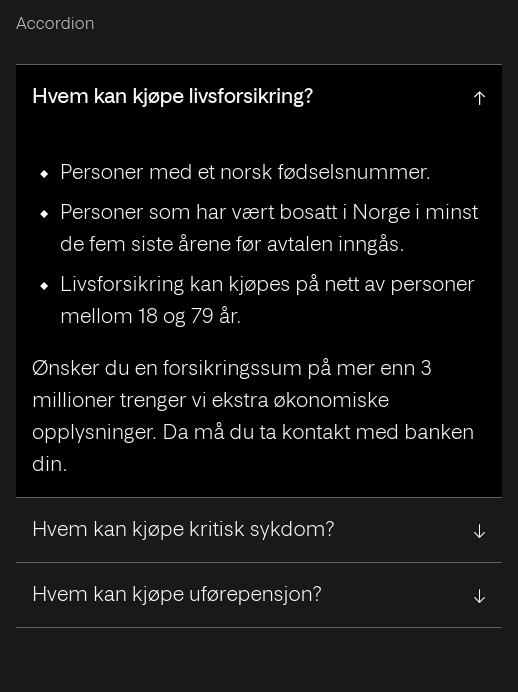 Accordion
Hvem kan kjøpe livsforsikring?
Personer med et norsk fødselsnummer.
Personer som har vært bosatt i Norge i minst
de fem siste årene før avtalen inngås.
Livsforsikring kan kjøpes på nett av personer
mellom 18 og 79 år.
Ønsker du en forsikringssum på mer enn 3
millioner trenger vi ekstra økonomiske
opplysninger. Da må du ta kontakt med banken
din.
Hvem kan kjøpe kritisk sykdom?
Hvem kan kjøpe uførepensjon?